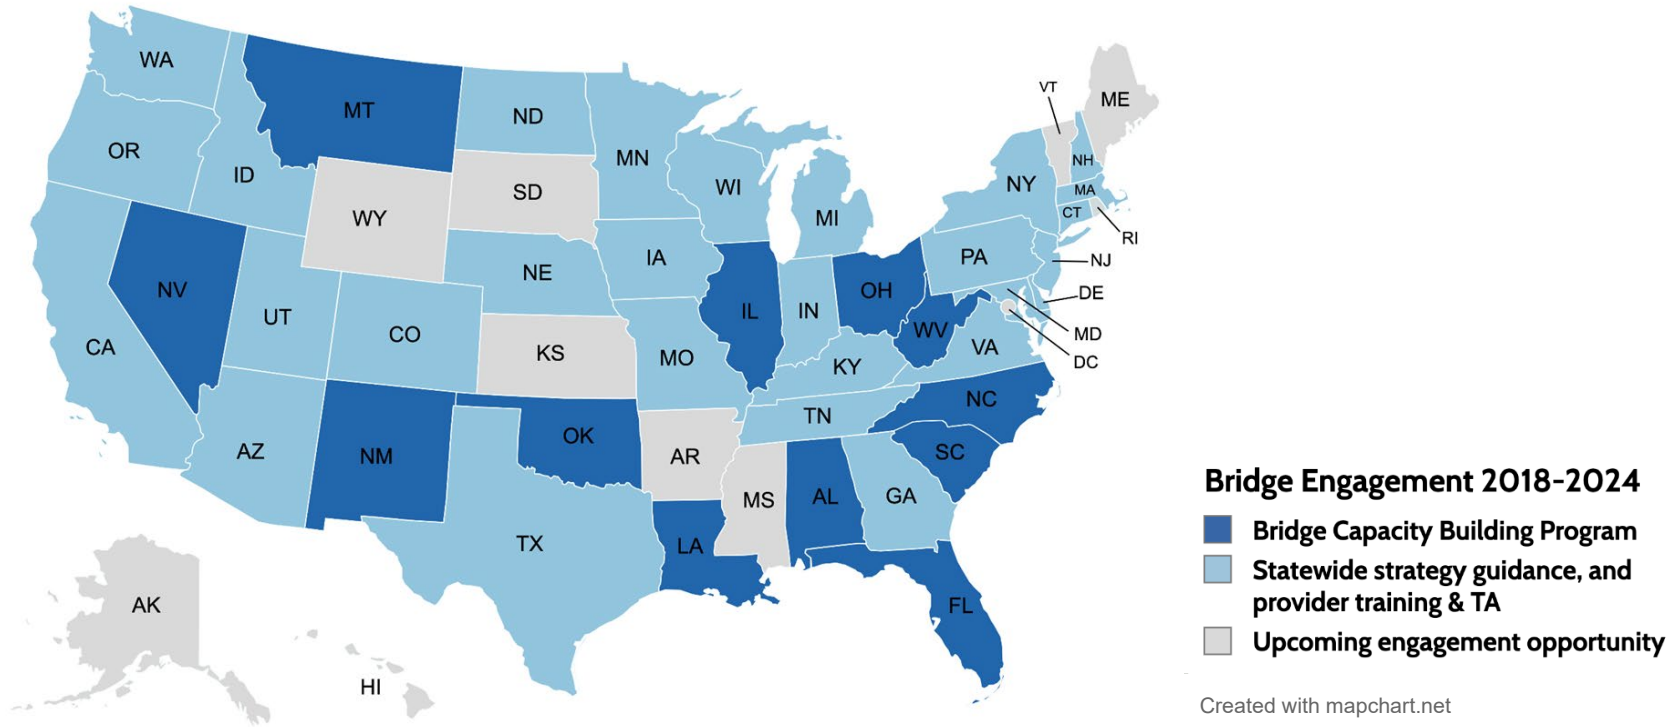 WA
MT
ND
VT
ME
OR
ID
MN
WI
NH
NY
MA
WY
SD
MI
CT
RI
NE
IA
PA
NJ
NV
UT
CO
IL
IN
OH
DE
WV
MD
CA
KS
MO
KY
VA
DC
AZ
NM
OK
TN
NC
AR
SC
MS
AL
GA
TX
LA
FL
AK
HI
Bridge Engagement 2018-2024
Bridge Capacity Building Program
Statewide strategy guidance, and
provider training & TA
Upcoming engagement opportunity
Created with mapchart.net